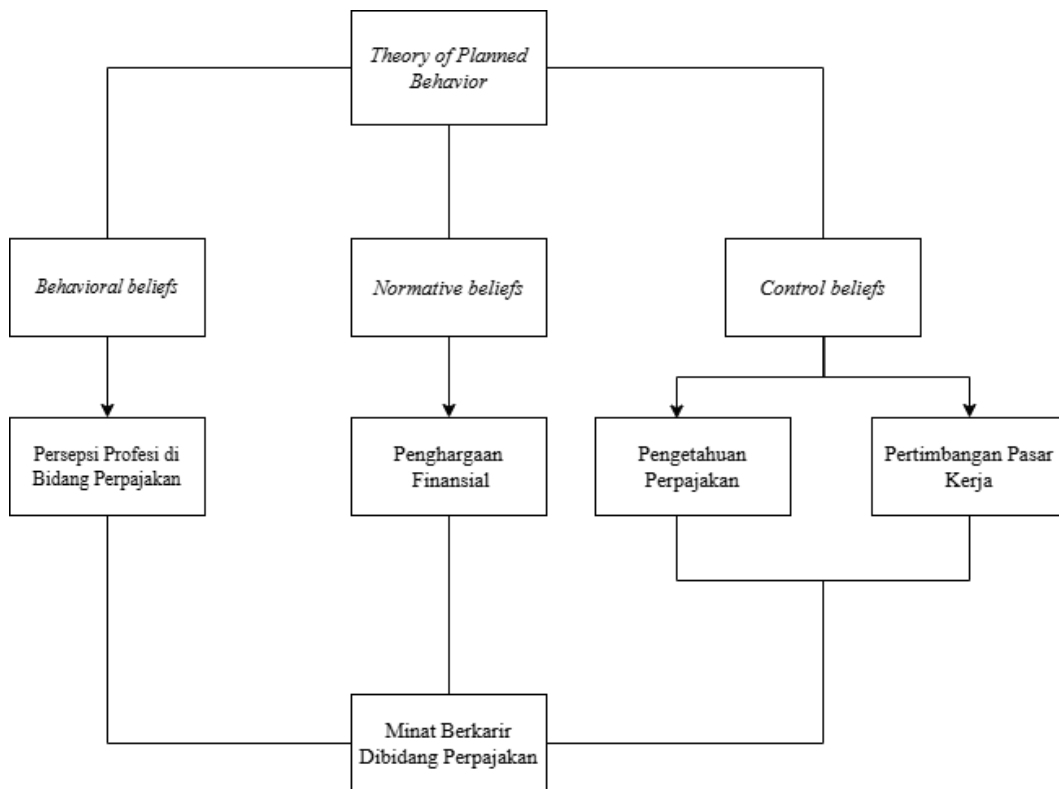 Theory of Planned
Behavior
Behavioral beliefs
Normative beliefs
Control beliefs
Persepsi Profesi di
Bidang Perpajakan
Penghargaan
Finansial
Pengetahuan
Perpajakan
Pertimbangan Pasar
Kerja
Minat Berkarir
Dibidang Perpajakan